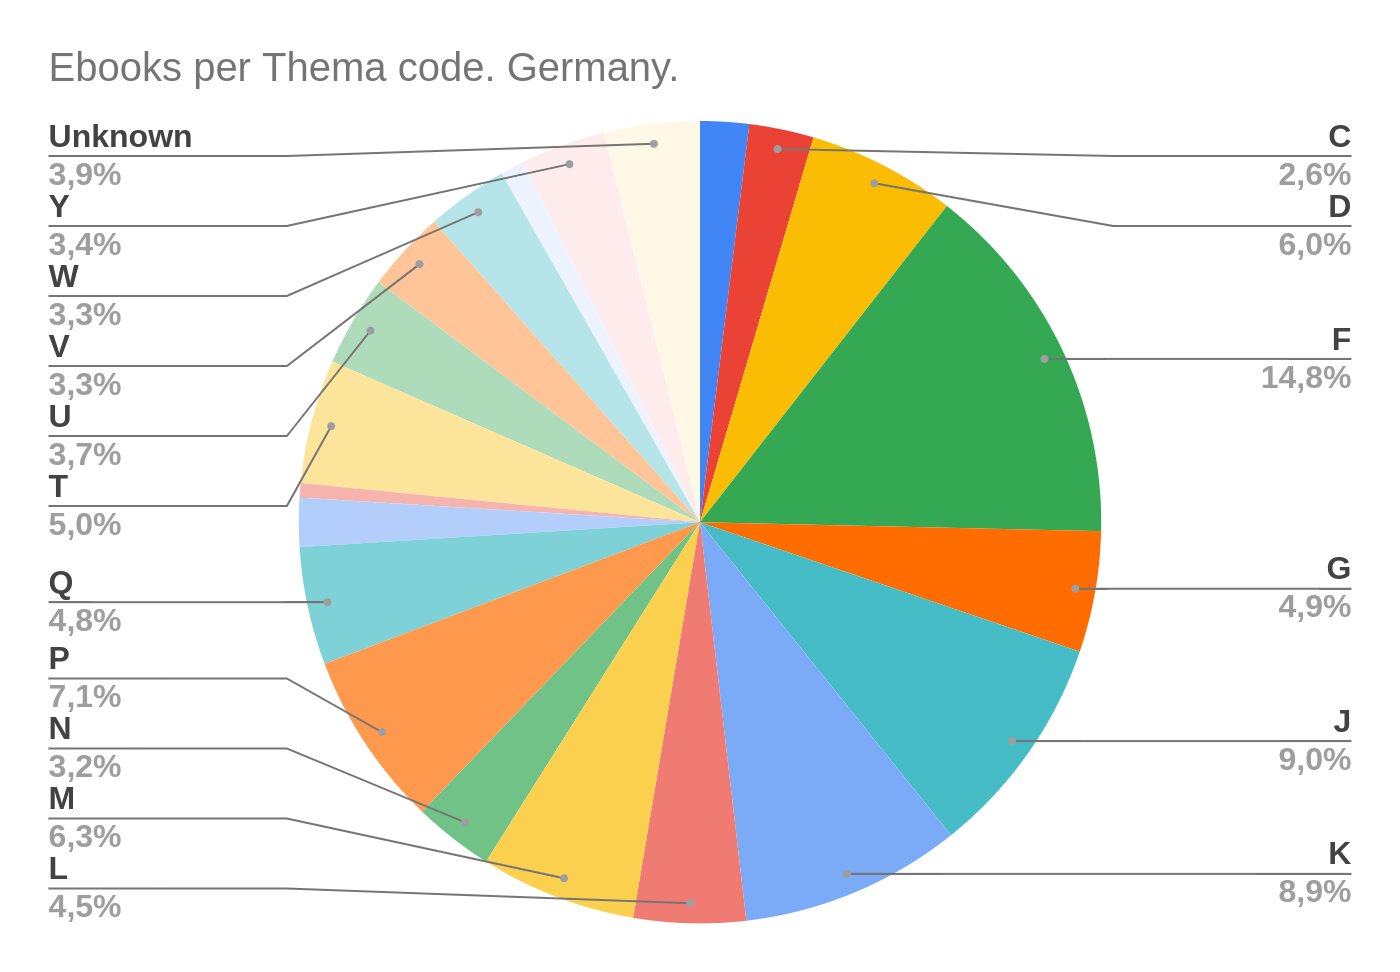 Ebooks per Thema code. Germany.
Unknown
3,9%
Y
3,4%
W
3,3%
V
3,3%
U
3,7%
T
5,0%
Q
4,8%
P
7,1%
N
3,2%
M
6,3%
L
4,5%
C
2,6%
D
6,0%
F
14,8%
G
4,9%
J
9,0%
K
8,9%